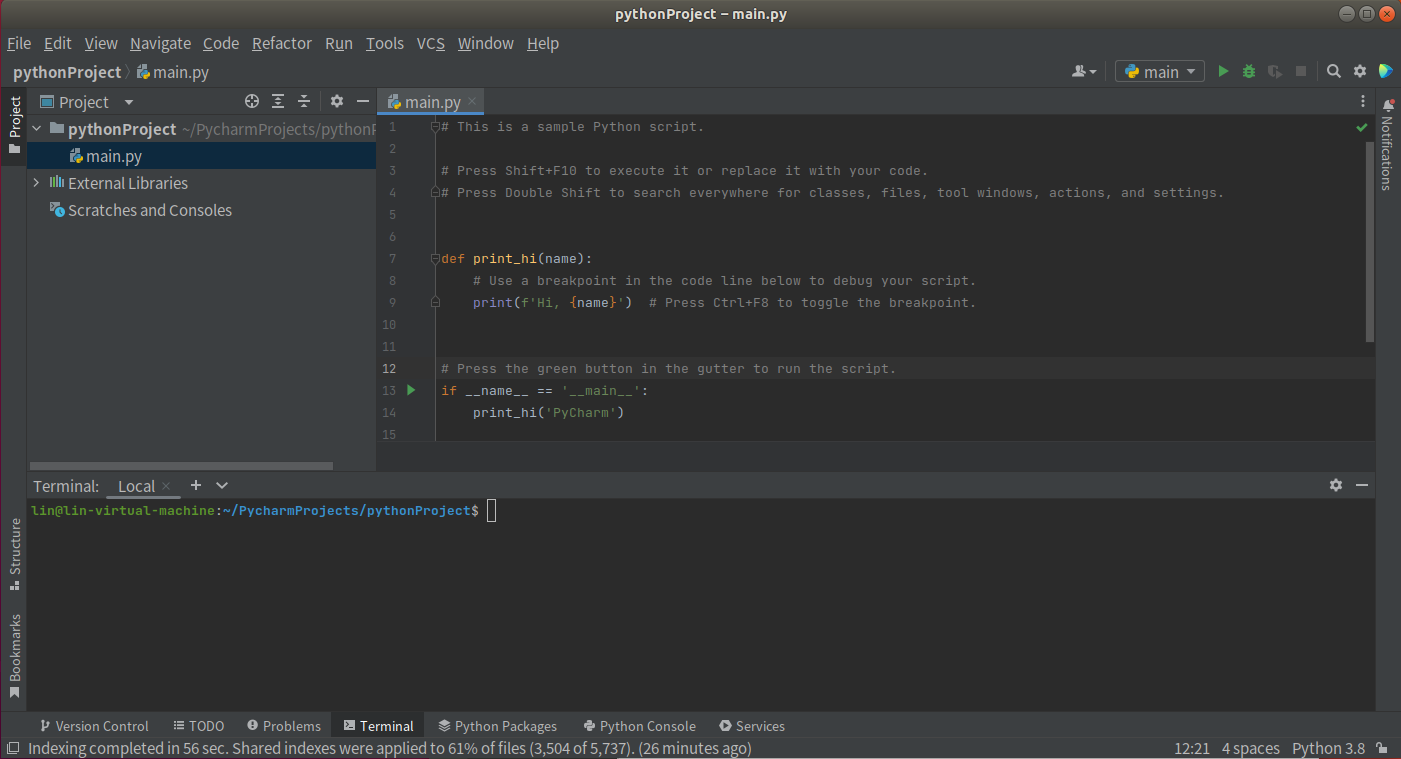 pythonProject – main.py
File Edit View Navigate Code Refactor Run Tools VCS Window Help
pythonProject main.py main
Project
Project
main.py
Notifications
pythonProject ~/PycharmProjects/python
main.py
External Libraries
Scratches and Consoles
1 # This is a sample Python script.
2
3 # Press Shift+F10 to execute it or replace it with your code.
4 # Press Double Shift to search everywhere for classes, files, tool windows, actions, and settings.
5
6
7 def print_hi(name):
8 # Use a breakpoint in the code line below to debug your script.
9 print(f'Hi, {name}') # Press Ctrl+F8 to toggle the breakpoint.
10
11
12 # Press the green button in the gutter to run the script.
13 if __name__ == '__main__':
14 print_hi('PyCharm')
15
Terminal: Local
lin@lin-virtual-machine:~/PycharmProjects/pythonProject$
Structure
Bookmarks
Version Control TODO Problems Terminal Python Packages Python Console Services
Indexing completed in 56 sec. Shared indexes were applied to 61% of files (3,504 of 5,737). (26 minutes ago) 12:21 4 spaces Python 3.8